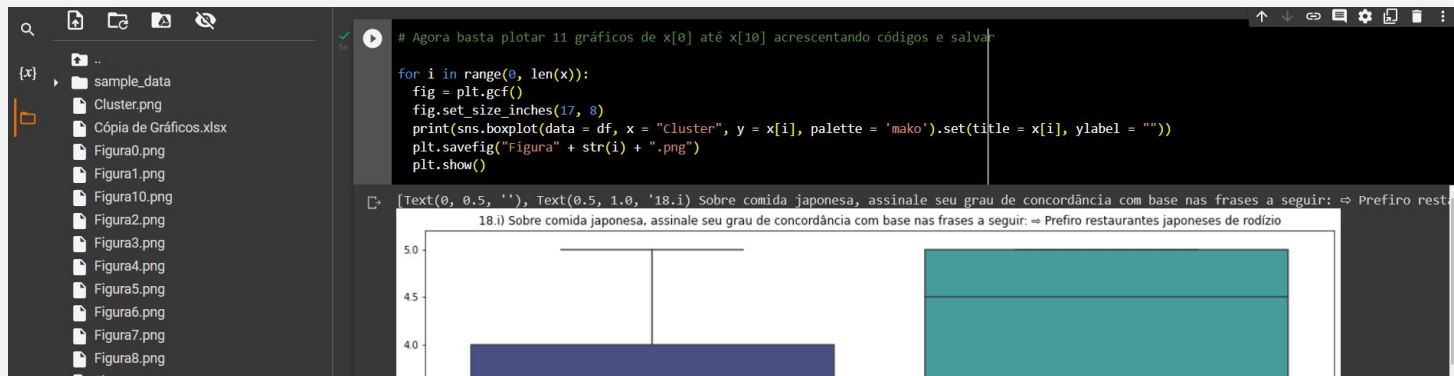 {x}
..
sample_data
Cluster.png
Cópia de Gráficos.xlsx
Figura0.png
Figura1.png
Figura10.png
Figura2.png
Figura3.png
Figura4.png
Figura5.png
Figura6.png
Figura7.png
Figura8.png
5s
# Agora basta plotar 11 gráficos de x[0] até x[10] acrescentando códigos e salvar
for i in range(0, len(x)):
fig = plt.gcf()
fig.set_size_inches(17, 8)
print(sns.boxplot(data = df, x = "Cluster", y = x[i], palette = 'mako').set(title = x[i], ylabel = ""))
plt.savefig("Figura" + str(i) + ".png")
plt.show()
[Text(0, 0.5, ''), Text(0.5, 1.0, '18.i) Sobre comida japonesa, assinale seu grau de concordância com base nas frases a seguir: ⇨ Prefiro rest
18.i) Sobre comida japonesa, assinale seu grau de concordância com base nas frases a seguir: ⇨ Prefiro restaurantes japoneses de rodízio
5.0
4.5
4.0